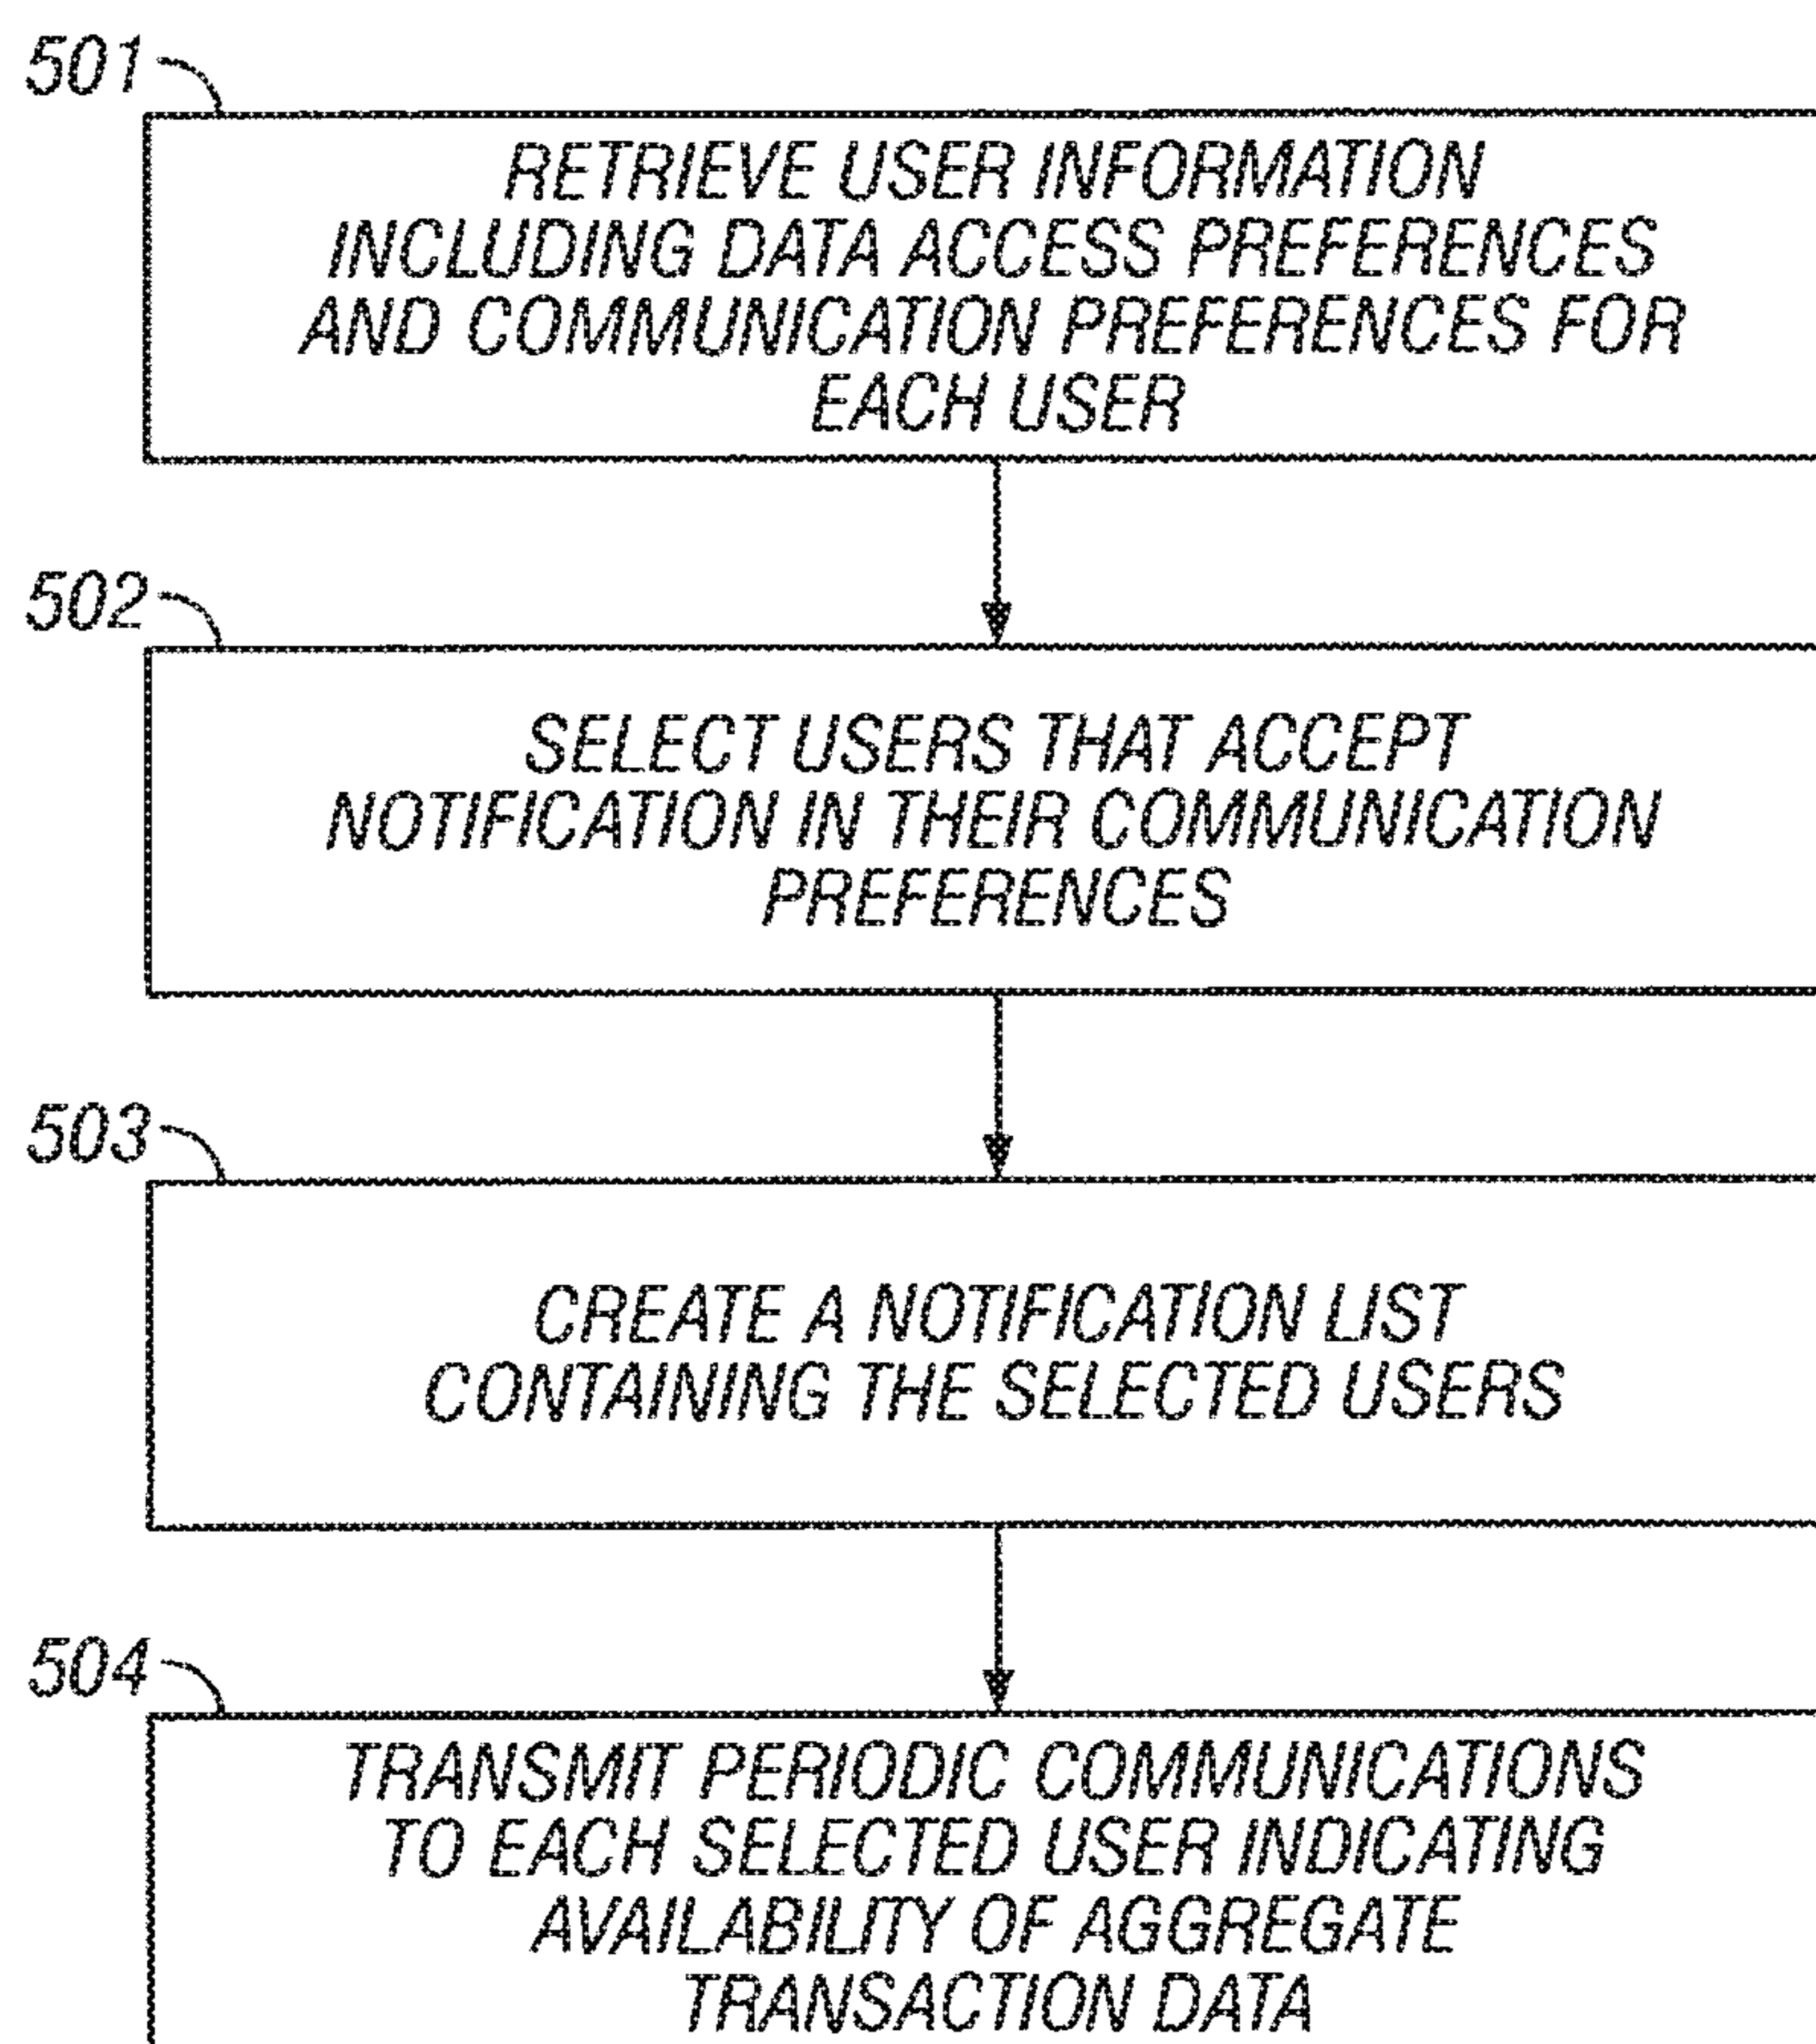 501
RETRIEVE USER INFORMATION
INCLUDING DATA ACCESS PREFERENCES
AND COMMUNICATION PREFERENCES FOR
EACH USER
502
SELECT USERS THAT ACCEPT
NOTIFICATION IN THEIR COMMUNICATION
PREFERENCES
503
CREATE A NOTIFICATION LIST
CONTAINING THE SELECTED USERS
504
TRANSMIT PERIODIC COMMUNICATIONS
TO EACH SELECTED USER INDICATING
AVAILABILITY OF AGGREGATE
TRANSACTION DATA